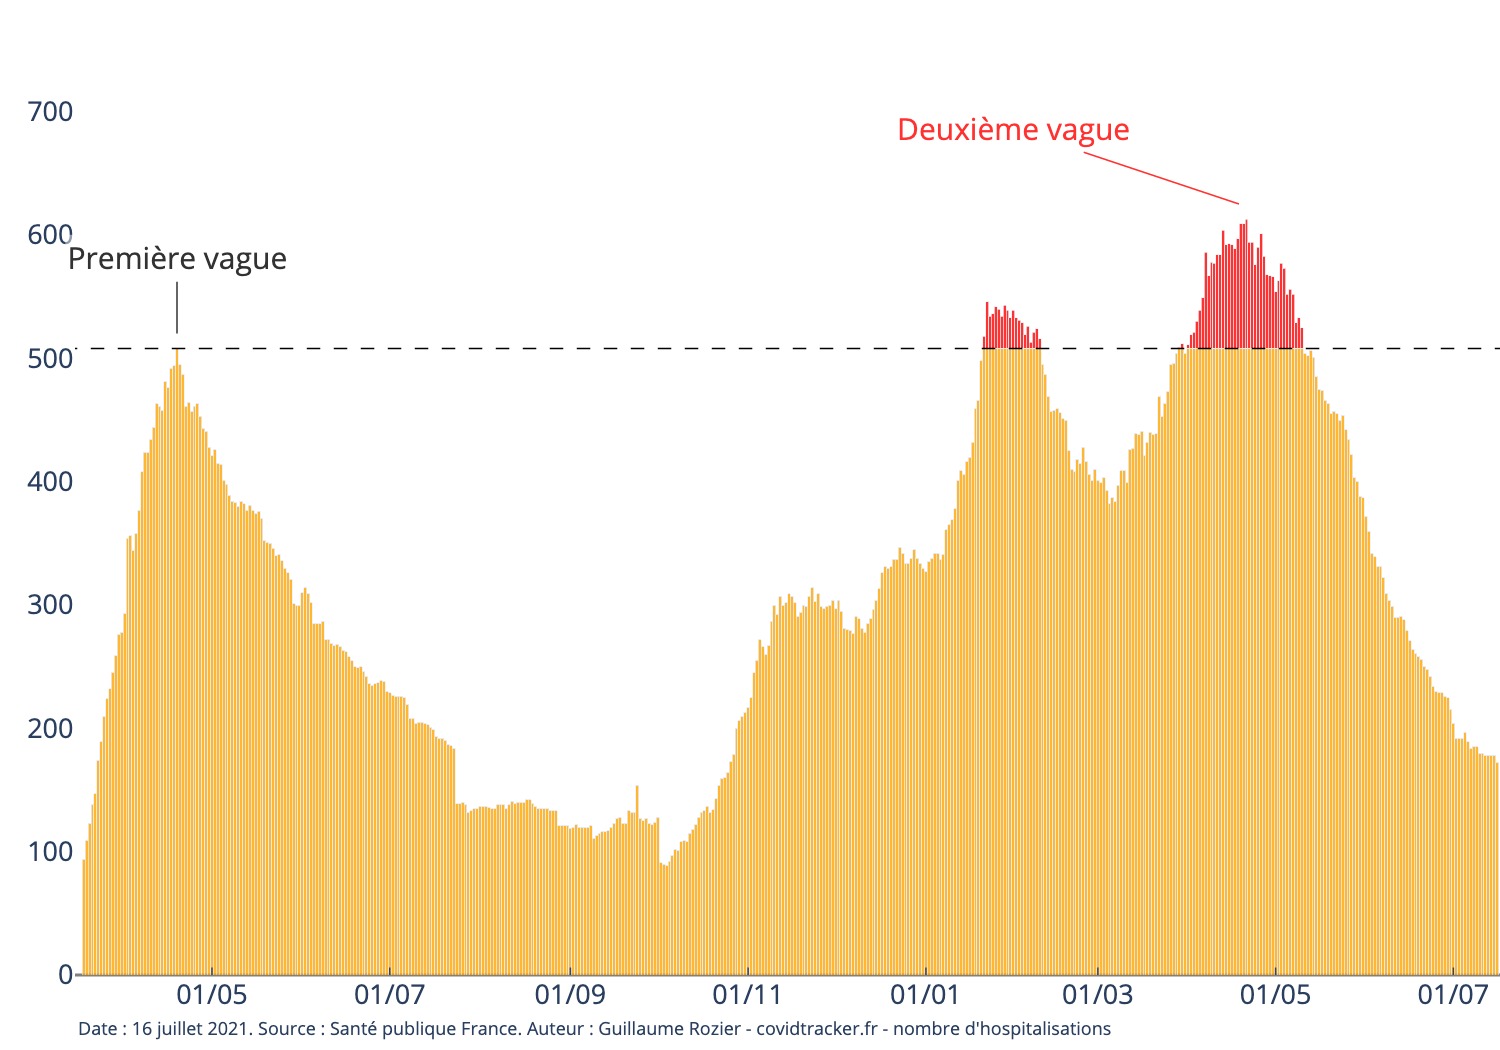 700
Deuxième vague
600
Première vague
500
400
300
200
100
0
01/05 01/07 01/09 01/11 01/01 01/03 01/05 01/07
Date : 16 juillet 2021. Source : Santé publique France. Auteur : Guillaume Rozier - covidtracker.fr - nombre d'hospitalisations